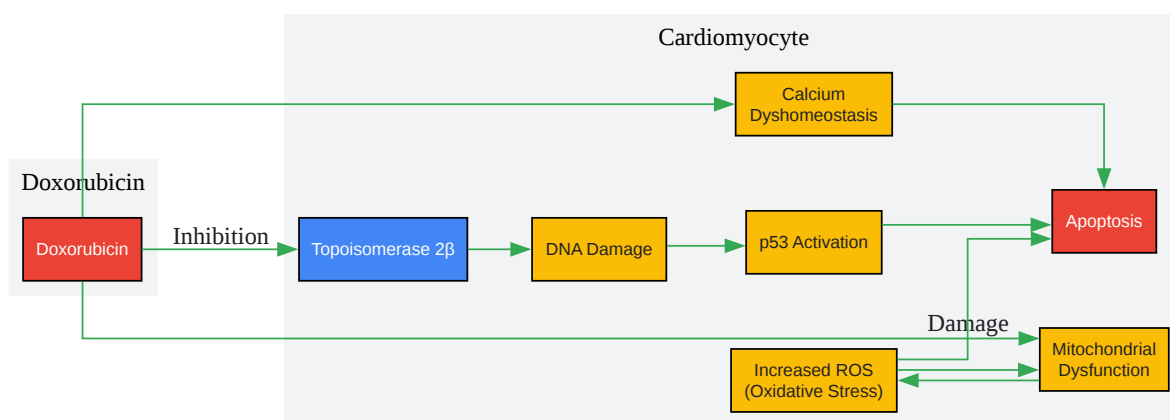 Cardiomyocyte
Calcium
Dyshomeostasis
Doxorubicin
Doxorubicin
Inhibition
Topoisomerase 2β
DNA Damage
p53 Activation
Apoptosis
Damage
Increased ROS
(Oxidative Stress)
Mitochondrial
Dysfunction